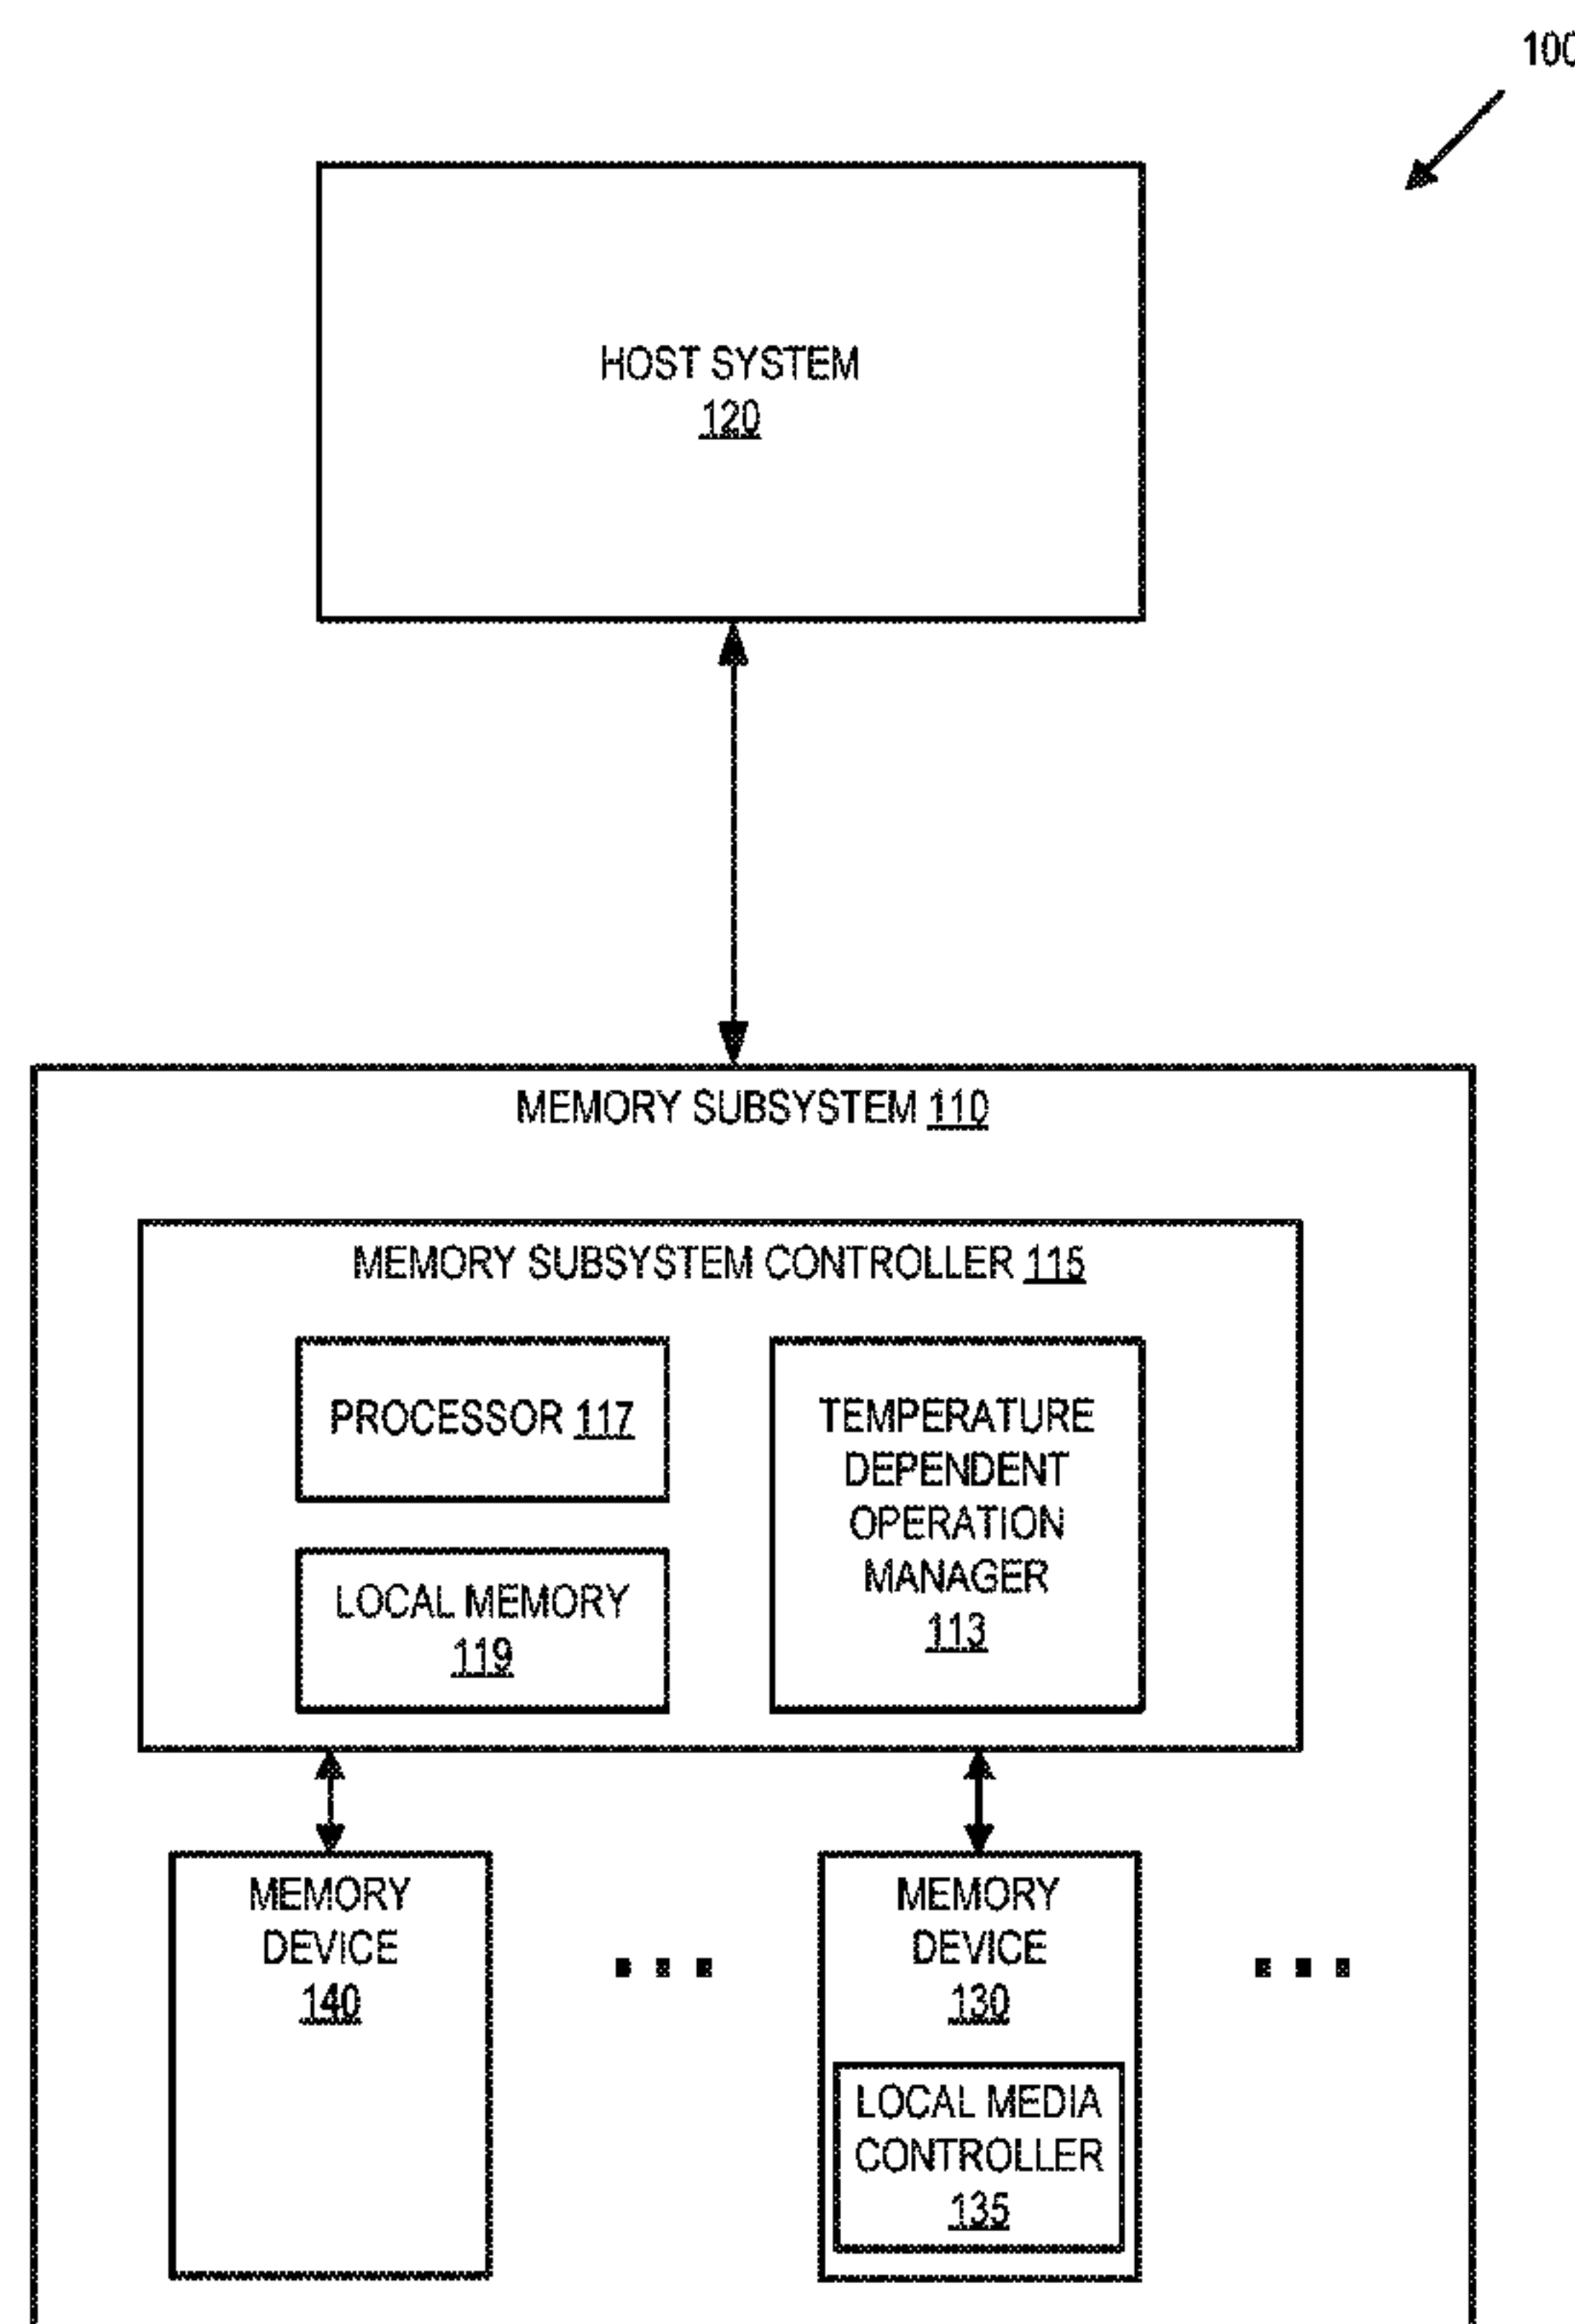 100
HOST SYSTEM
120
MEMORY SUBSYSTEM 110
MEMORY SUBSYSTEM CONTROLLER 115
PROCESSOR 117
LOCAL MEMORY
119
TEMPERATURE
DEPENDENT
OPERATION
MANAGER
113
MEMORY
DEVICE
140
MEMORY
DEVICE
130
LOCAL MEDIA
CONTROLLER
135